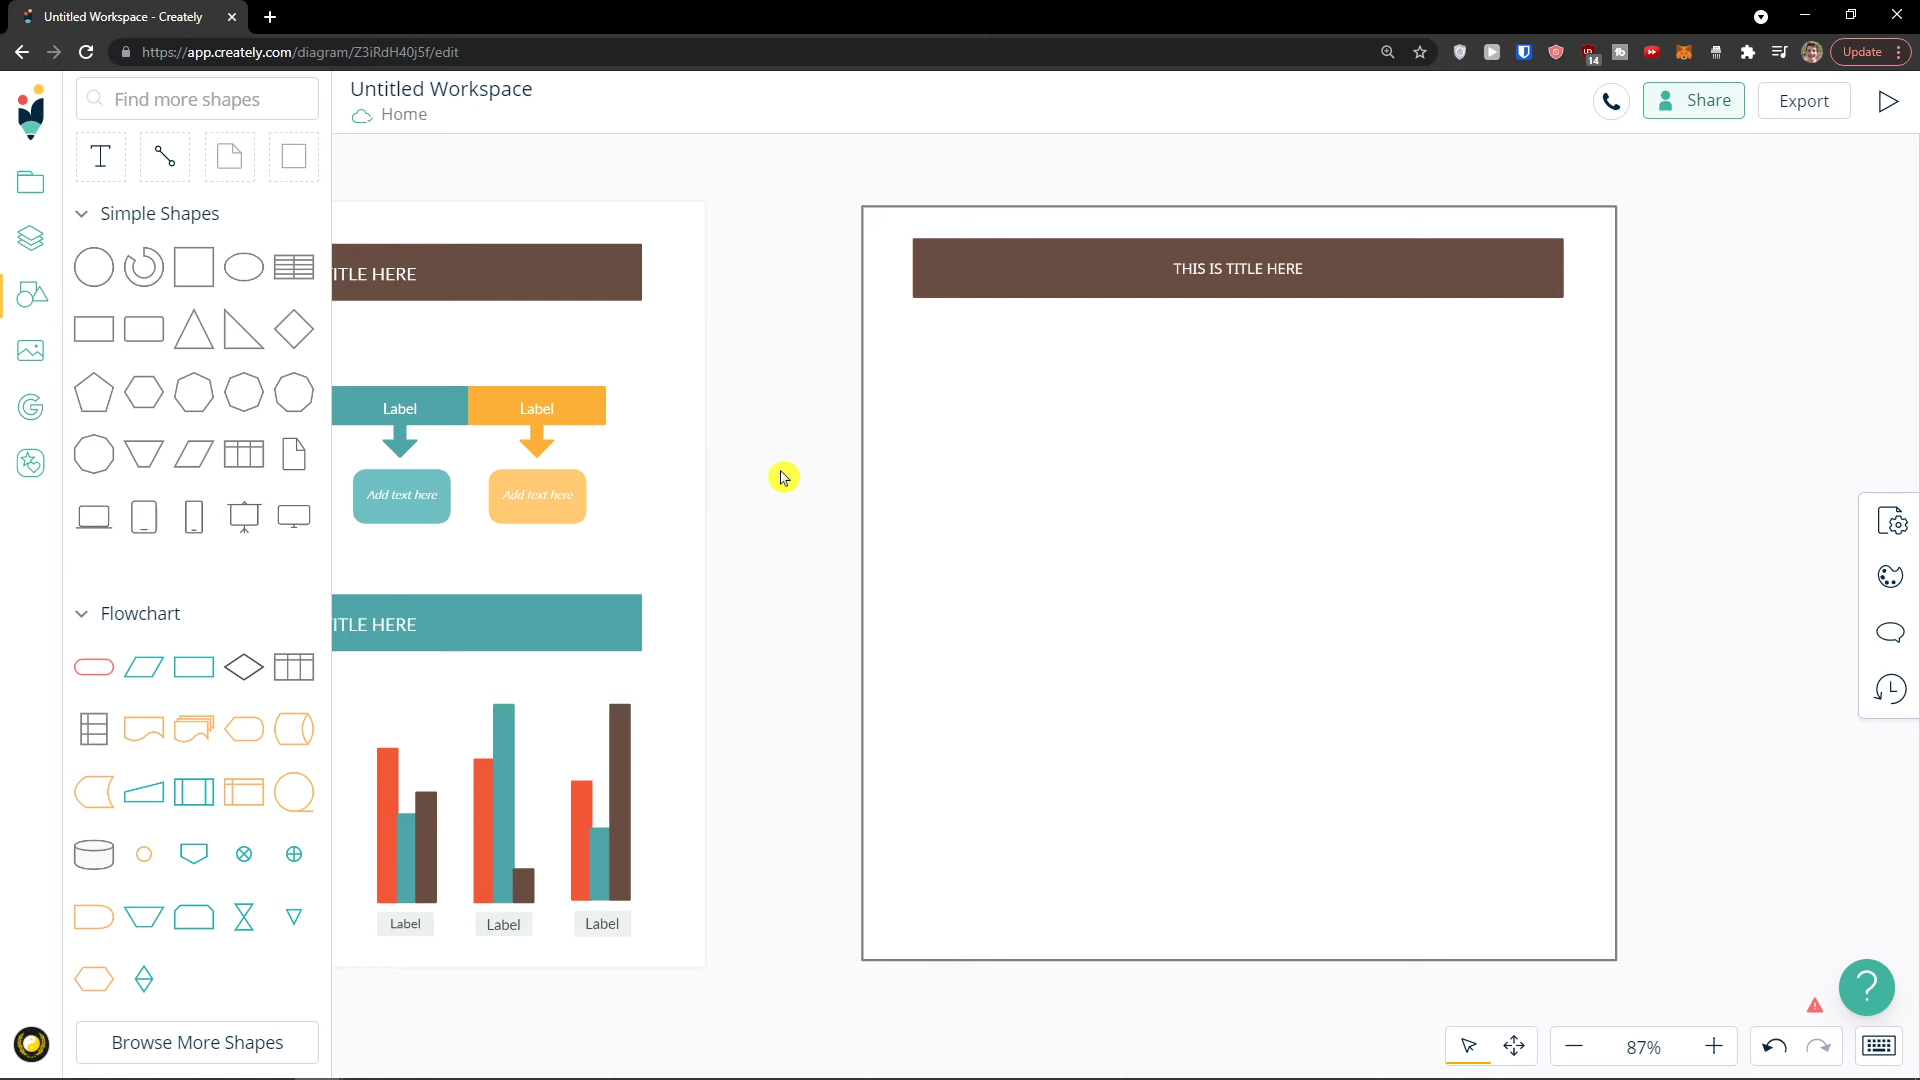 Untitled Workspace - Creately
https://app.creately.com/diagram/Z3iRdH40j5f/edit
14
Update
Find more shapes
Untitled Workspace
Home
Share
Export
T
Simple Shapes
ITLE HERE
THIS IS TITLE HERE
Label
Label
Add text here
Add text here
Flowchart
ITLE HERE
Label
Label
Label
Browse More Shapes
87%